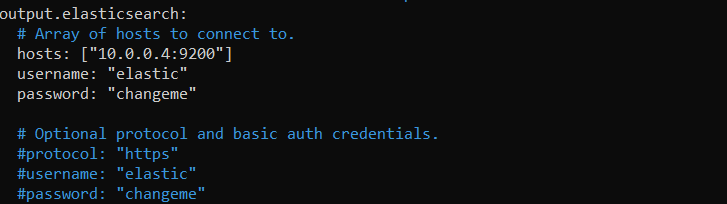 output.elasticsearch:
  # Array of hosts to connect to.
  hosts: ["10.0.0.4:9200"]
  username: "elastic"
  password: "changeme"

  # Optional protocol and basic auth credentials.
  #protocol: "https"
  #username: "elastic"
  #password: "changeme"